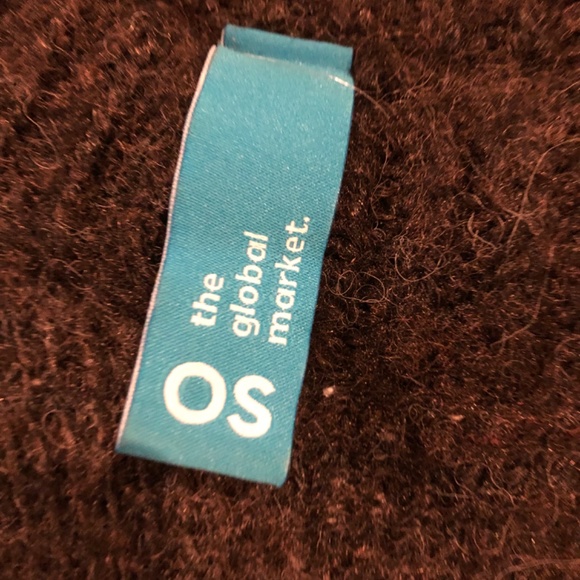 the
global
market.
OS